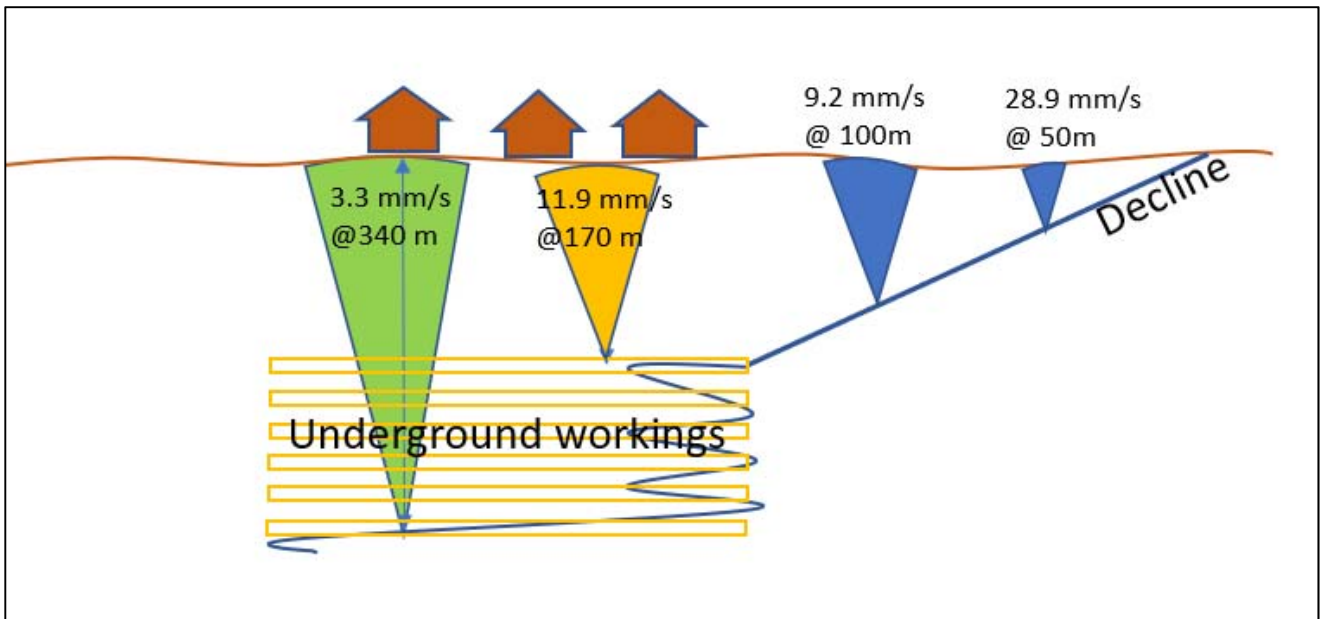 9.2 mm/s
@ 100m
28.9 mm/s
@ 50m
3.3 mm/s
@340 m
11.9 mm/s
@170 m
Decline
Underground workings